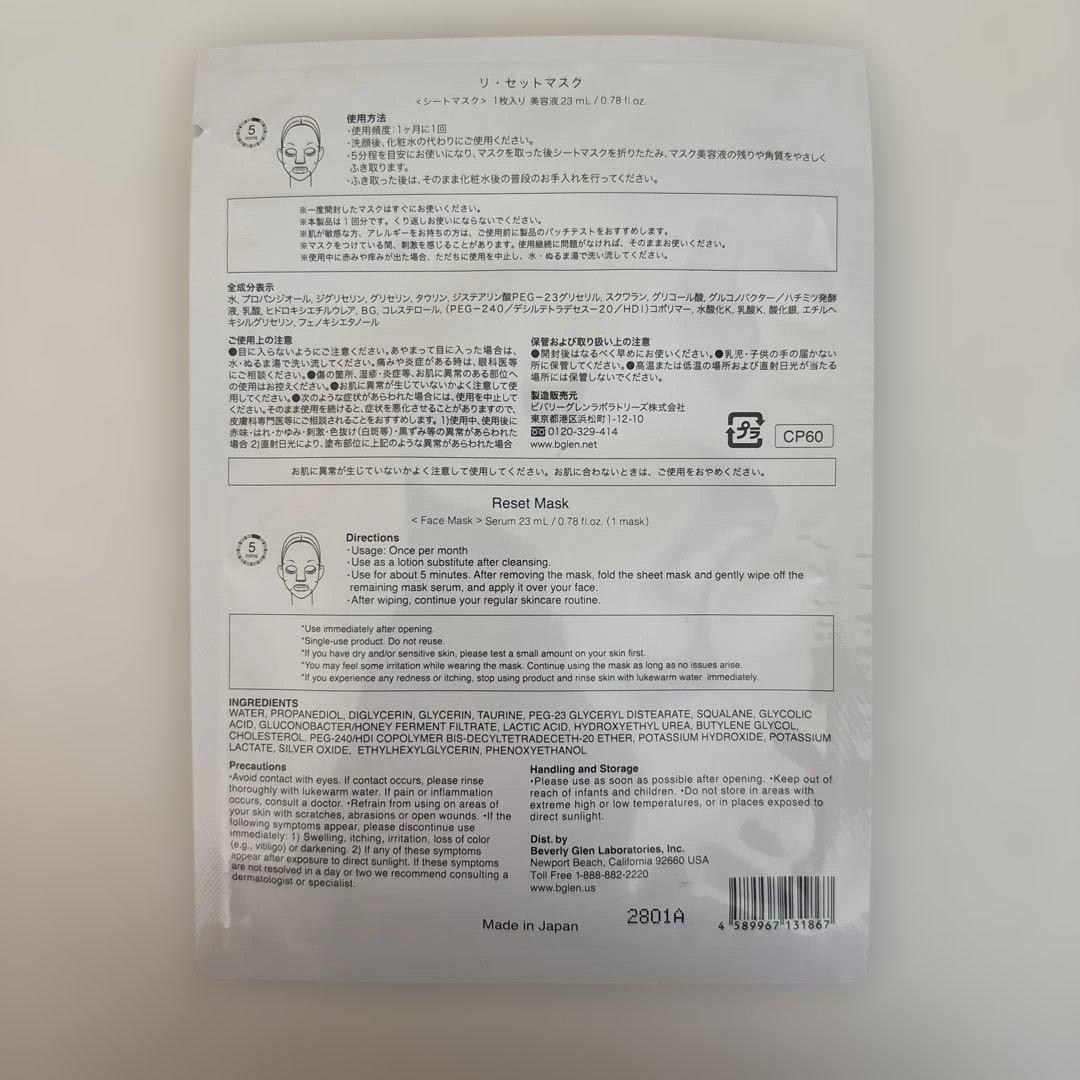 リ・セットマスク
<シートマスク> 1枚入り 美容液 23 mL / 0.78 fl.oz.
5
mins
使用方法
・使用頻度：1ヶ月に1回
・洗顔後、化粧水の代わりにご使用ください。
・5分程を目安にお使いになり、マスクを取った後シートマスクを折りたたみ、マスク美容液の残りや角質をやさしく
ふき取ります。
・ふき取った後は、そのまま化粧水後の普段のお手入れを行ってください。
※一度開封したマスクはすぐにお使いください。
※本製品は1回分です。くり返しお使いにならないでください。
※肌が敏感な方、アレルギーをお持ちの方は、ご使用前に製品のパッチテストをおすすめします。
※マスクをつけている間、刺激を感じることがあります。使用継続に問題がなければ、そのままお使いください。
※使用中に赤みや痒みが出た場合、ただちに使用を中止し、水・ぬるま湯で洗い流してください。
全成分表示
水, プロパンジオール, ジグリセリン, グリセリン, タウリン, ジステアリン酸PEG−23グリセリル, スクワラン, グリコール酸, グルコノバクター／ハチミツ発酵
液, 乳酸, ヒドロキシエチルウレア, BG, コレステロール, (PEG−240／デシルテトラデセス−20／HDI)コポリマー, 水酸化K, 乳酸K, 酸化銀, エチルヘ
キシルグリセリン, フェノキシエタノール
ご使用上の注意
●目に入らないようにご注意ください。あやまって目に入った場合は、
水・ぬるま湯で洗い流してください。痛みや炎症がある時は、眼科医等
にご相談ください。●傷の箇所、湿疹・炎症等、お肌に異常のある部位へ
の使用はお控えください。●お肌に異常が生じていないかよく注意して使
用してください。●次のような症状があらわれた場合には、使用を中止して
ください。そのまま使用を続けると、症状を悪化させることがありますので、
皮膚科専門医等にご相談されることをおすすめします。 1)使用中、使用後に
赤味・はれ・かゆみ・刺激・色抜け(白斑等)・黒ずみ等の異常があらわれた
場合 2)直射日光により、塗布部位に上記のような異常があらわれた場合
保管および取り扱い上の注意
●開封後はなるべく早めにお使いください。●乳児・子供の手の届かない
所に保管してください。●高温または低温の場所および直射日光が当たる
場所には保管しないでください。
製造販売元
ビバリーグレンラボラトリーズ株式会社
東京都港区浜松町1-12-10
0120-329-414
www.bglen.net
プラ
CP60
お肌に異常が生じていないかよく注意して使用してください。お肌に合わないときは、ご使用をおやめください。
Reset Mask
< Face Mask > Serum 23 mL / 0.78 fl.oz. (1 mask)
5
mins
Directions
・Usage: Once per month
・Use as a lotion substitute after cleansing.
・Use for about 5 minutes. After removing the mask, fold the sheet mask and gently wipe off the
remaining mask serum, and apply it over your face.
・After wiping, continue your regular skincare routine.
*Use immediately after opening.
*Single-use product. Do not reuse.
*If you have dry and/or sensitive skin, please test a small amount on your skin first.
*You may feel some irritation while wearing the mask. Continue using the mask as long as no issues arise.
*If you experience any redness or itching, stop using product and rinse skin with lukewarm water immediately.
INGREDIENTS
WATER, PROPANEDIOL, DIGLYCERIN, GLYCERIN, TAURINE, PEG-23 GLYCERYL DISTEARATE, SQUALANE, GLYCOLIC
ACID, GLUCONOBACTER/HONEY FERMENT FILTRATE, LACTIC ACID, HYDROXYETHYL UREA, BUTYLENE GLYCOL,
CHOLESTEROL, PEG-240/HDI COPOLYMER BIS-DECYLTETRADECETH-20 ETHER, POTASSIUM HYDROXIDE, POTASSIUM
LACTATE, SILVER OXIDE, ETHYLHEXYLGLYCERIN, PHENOXYETHANOL
Precautions
•Avoid contact with eyes. If contact occurs, please rinse
thoroughly with lukewarm water. If pain or inflammation
occurs, consult a doctor. •Refrain from using on areas of
your skin with scratches, abrasions or open wounds. •If the
following symptoms appear, please discontinue use
immediately: 1) Swelling, itching, irritation, loss of color
(e.g., vitiligo) or darkening. 2) If any of these symptoms
appear after exposure to direct sunlight. If these symptoms
are not resolved in a day or two we recommend consulting a
dermatologist or specialist.
Handling and Storage
•Please use as soon as possible after opening. •Keep out of
reach of infants and children. •Do not store in areas with
extreme high or low temperatures, or in places exposed to
direct sunlight.
Dist. by
Beverly Glen Laboratories, Inc.
Newport Beach, California 92660 USA
Toll Free 1-888-882-2220
www.bglen.us
Made in Japan
2801A
4 589967 131867